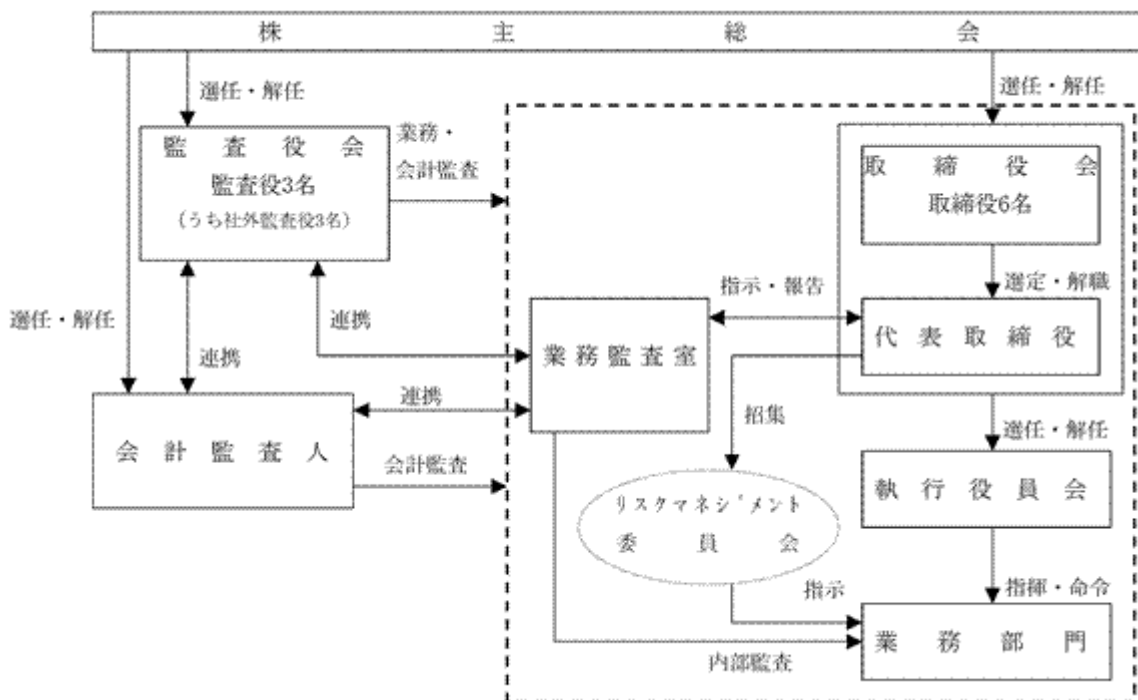 株主総会
選任・解任
選任・解任
監査役会
監査役3名
(うち社外監査役3名)
業務・
会計監査
取締役会
取締役6名
選定・解職
指示・報告
代表取締役
選任・解任
連携
連携
業務監査室
連携
招集
選任・解任
会計監査人
会計監査
執行役員会
リスクマネジメント
委員会
指示
指揮・命令
業務部門
内部監査